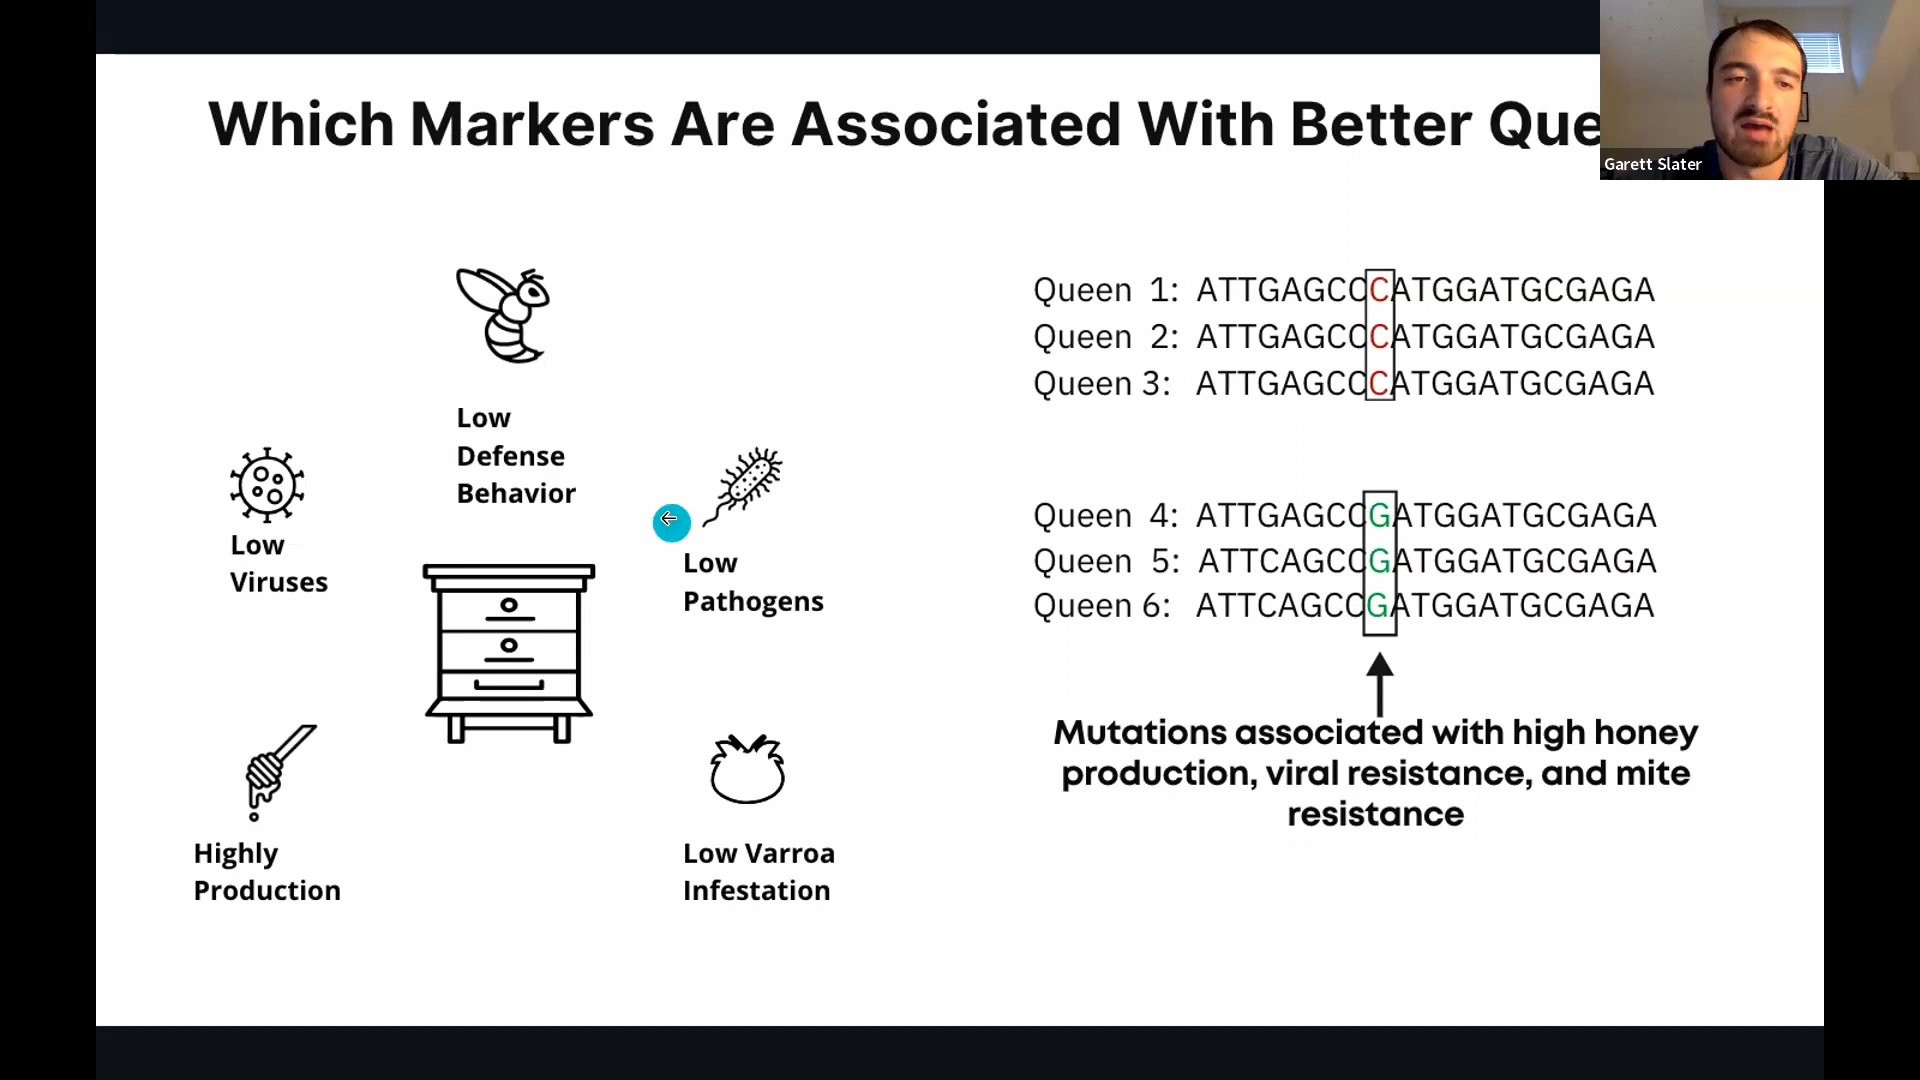 Which Markers Are Associated With Better Que
Garett Slater
Low
Defense
Behavior
Low
Viruses
Low
Pathogens
Highly
Production
Low Varroa
Infestation
Queen 1: ATTGAGCCCATGGATGCGAGA
Queen 2: ATTGAGCCCATGGATGCGAGA
Queen 3: ATTGAGCCCATGGATGCGAGA
Queen 4: ATTGAGCCGATGGATGCGAGA
Queen 5: ATTCAGCCGATGGATGCGAGA
Queen 6: ATTCAGCCGATGGATGCGAGA
Mutations associated with high honey
production, viral resistance, and mite
resistance